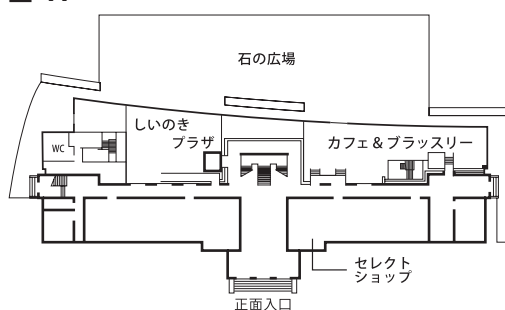 石の広場
しいのき
プラザ
カフェ&ブラッスリー
WC
セレクト
ショップ
正面入口